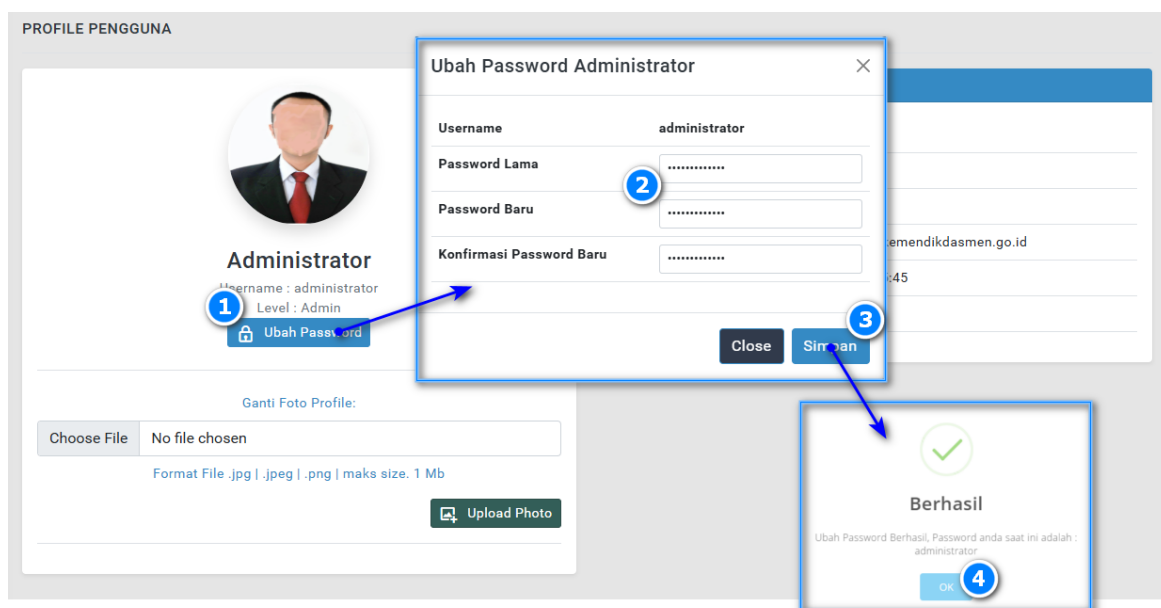 PROFILE PENGGUNA
Administrator
Username : administrator
Level : Admin
1
Ubah Password
Ganti Foto Profile:
Choose File No file chosen
Format File .jpg | .jpeg | .png | maks size. 1 Mb
Upload Photo
Ubah Password Administrator
Username administrator
Password Lama
2
Password Baru
Konfirmasi Password Baru
3
Close Simpan
emendikdasmen.go.id
:45
Berhasil
Ubah Password Berhasil, Password anda saat ini adalah :
administrator
OK
4